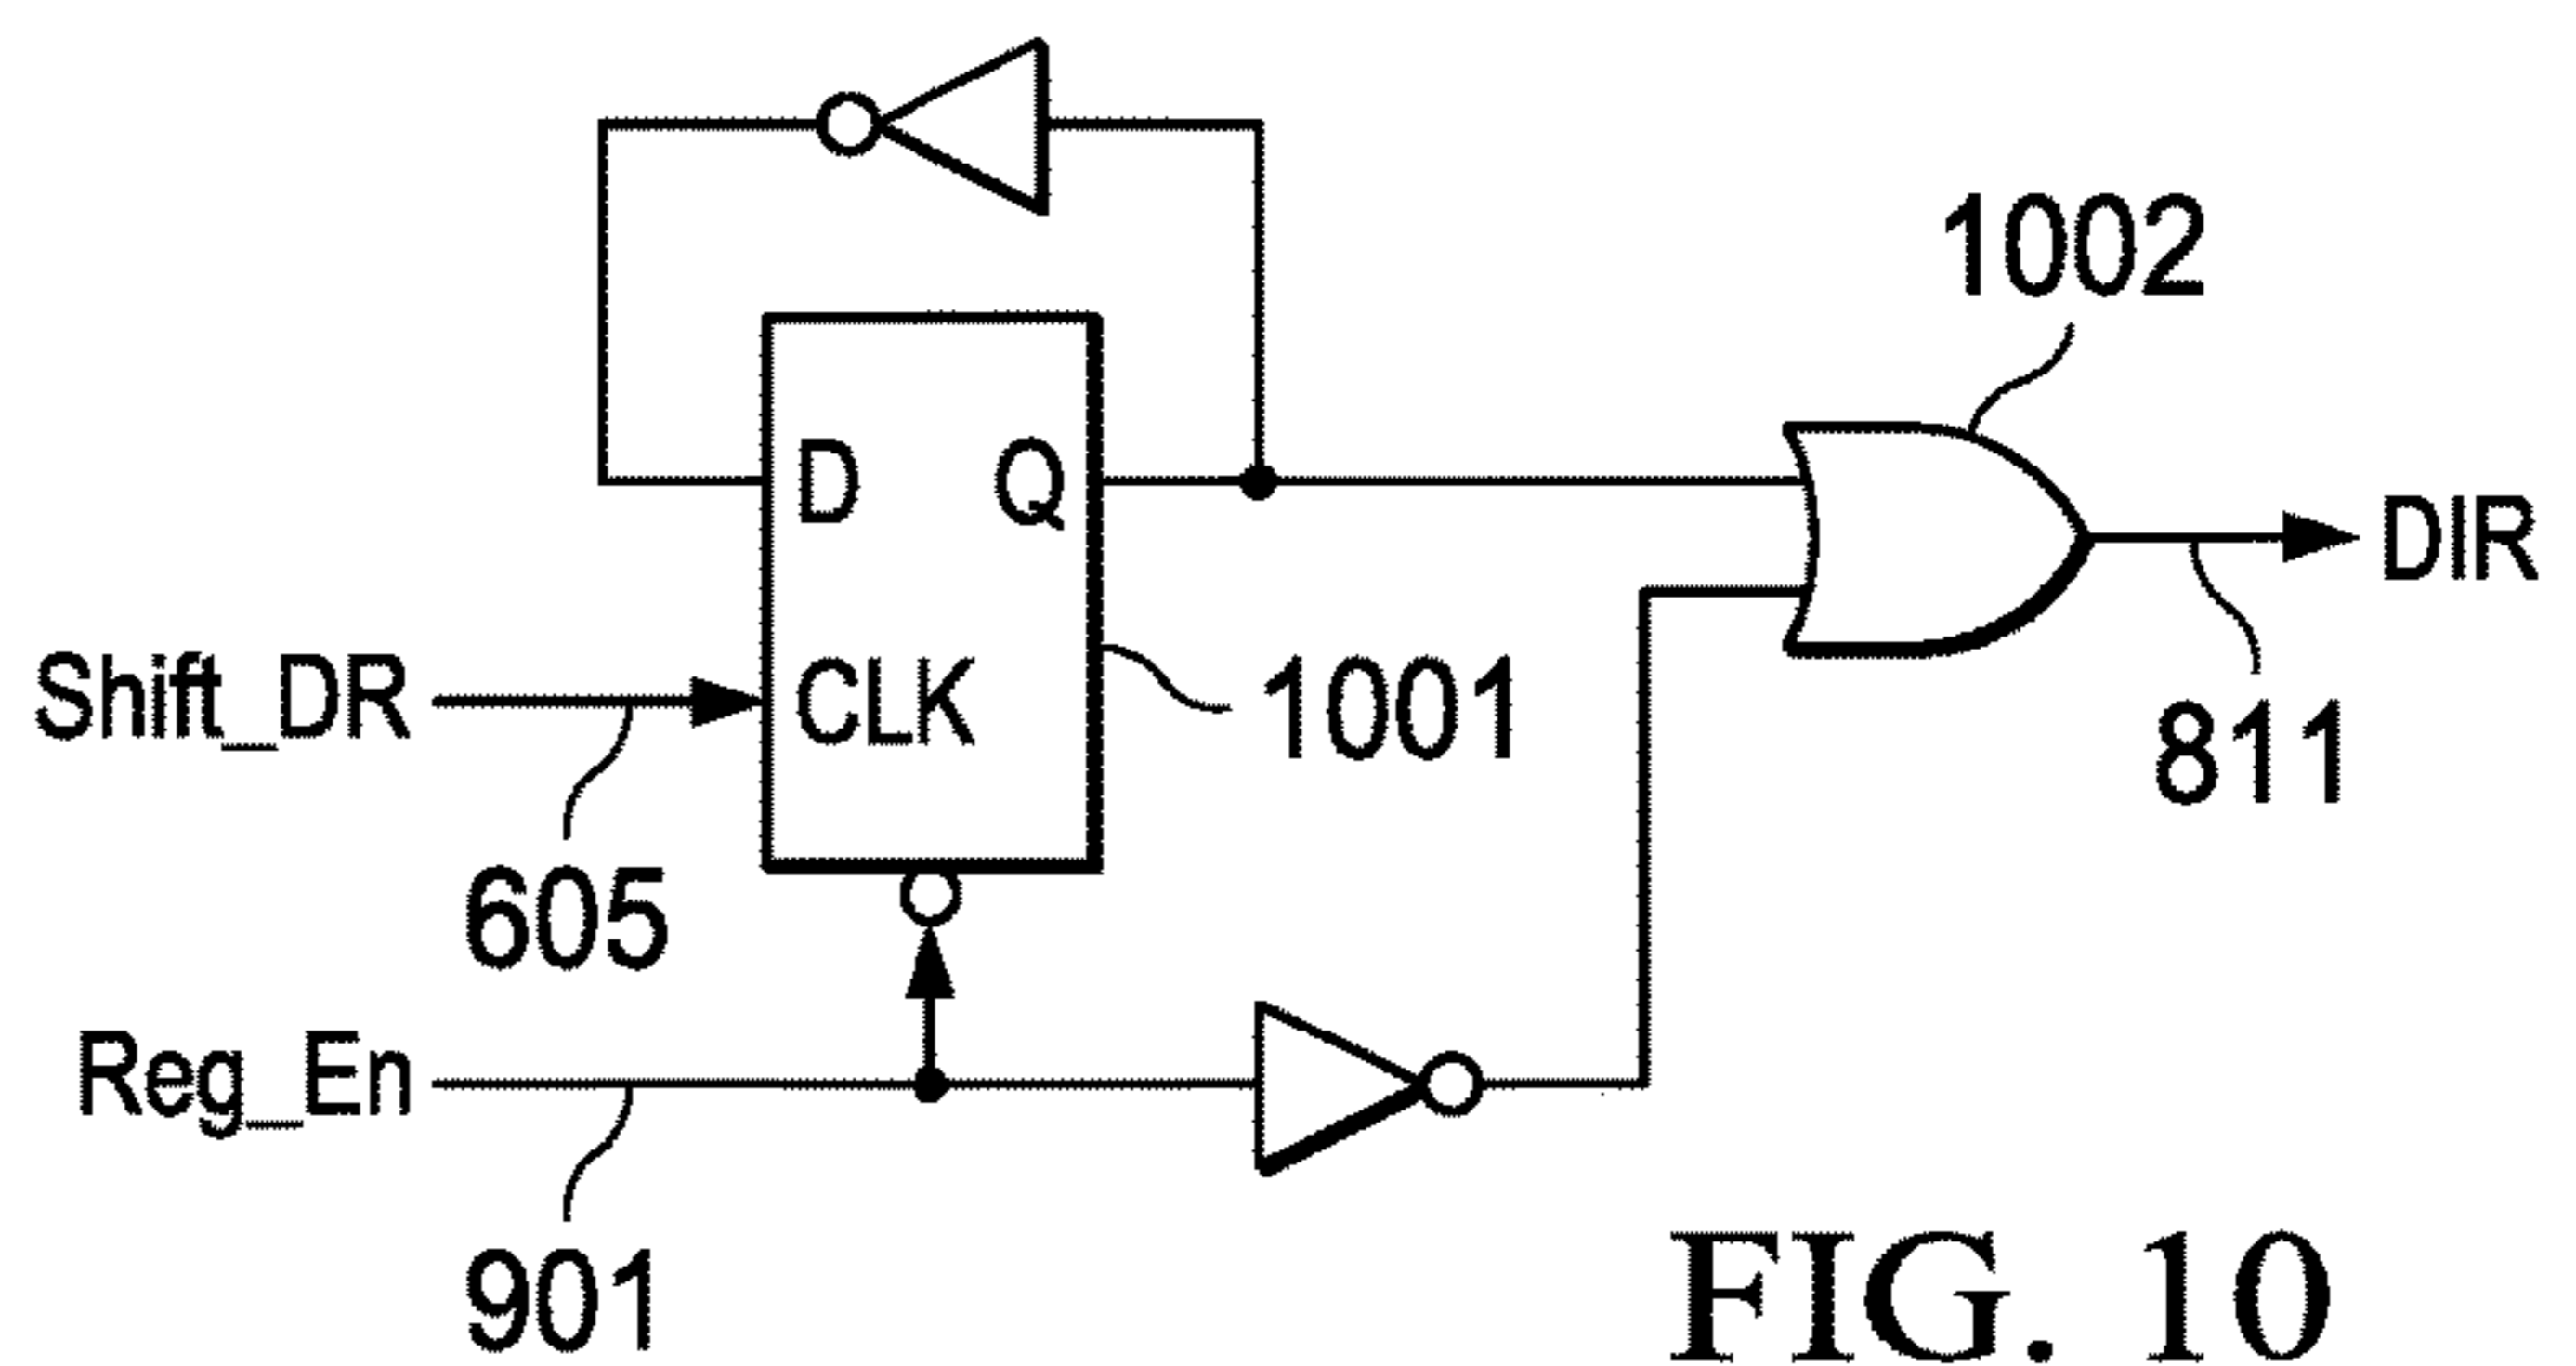 1002
D
Q
DIR
Shift_DR
CLK
1001
811
605
Reg_En
901
FIG. 10